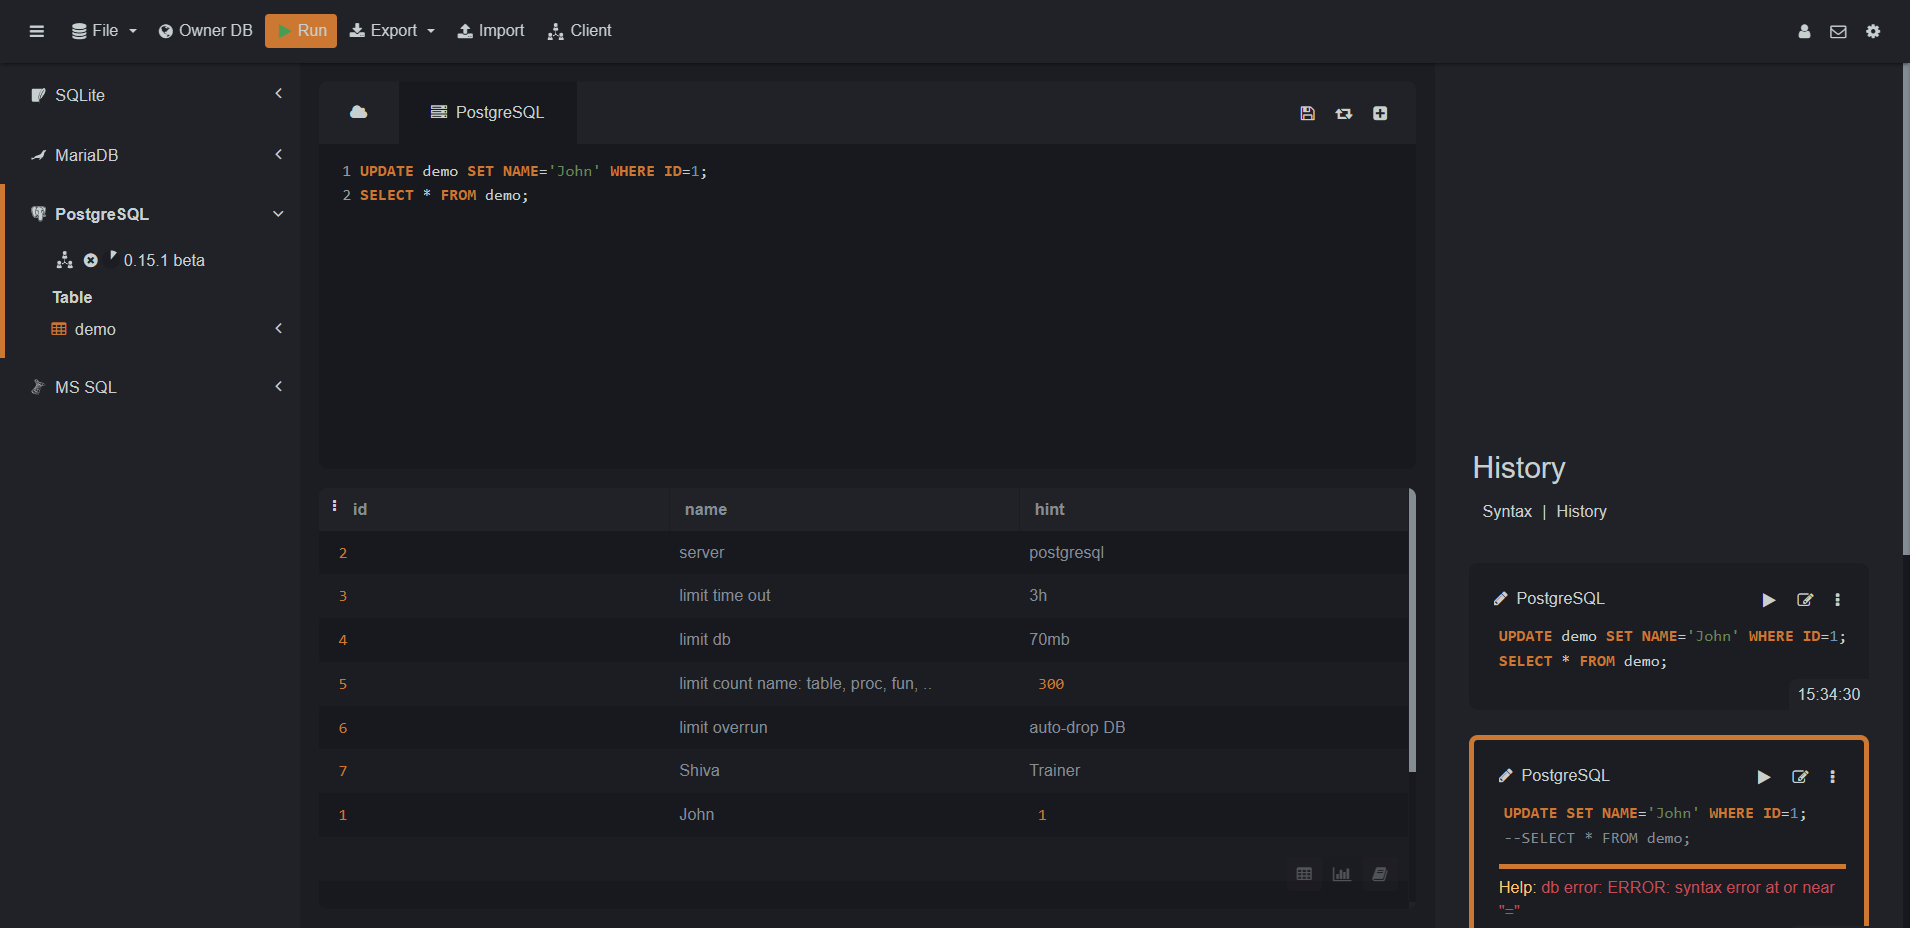 File Owner DB Run Export Import Client
SQLite
MariaDB
PostgreSQL
0.15.1 beta
Table
demo
MS SQL
PostgreSQL
1 UPDATE demo SET NAME='John' WHERE ID=1;
2 SELECT * FROM demo;
id name hint
2 server postgresql
3 limit time out 3h
4 limit db 70mb
5 limit count name: table, proc, fun, .. 300
6 limit overrun auto-drop DB
7 Shiva Trainer
1 John 1
History
Syntax | History
PostgreSQL
UPDATE demo SET NAME='John' WHERE ID=1;
SELECT * FROM demo;
15:34:30
PostgreSQL
UPDATE SET NAME='John' WHERE ID=1;
--SELECT * FROM demo;
Help: db error: ERROR: syntax error at or near
"="